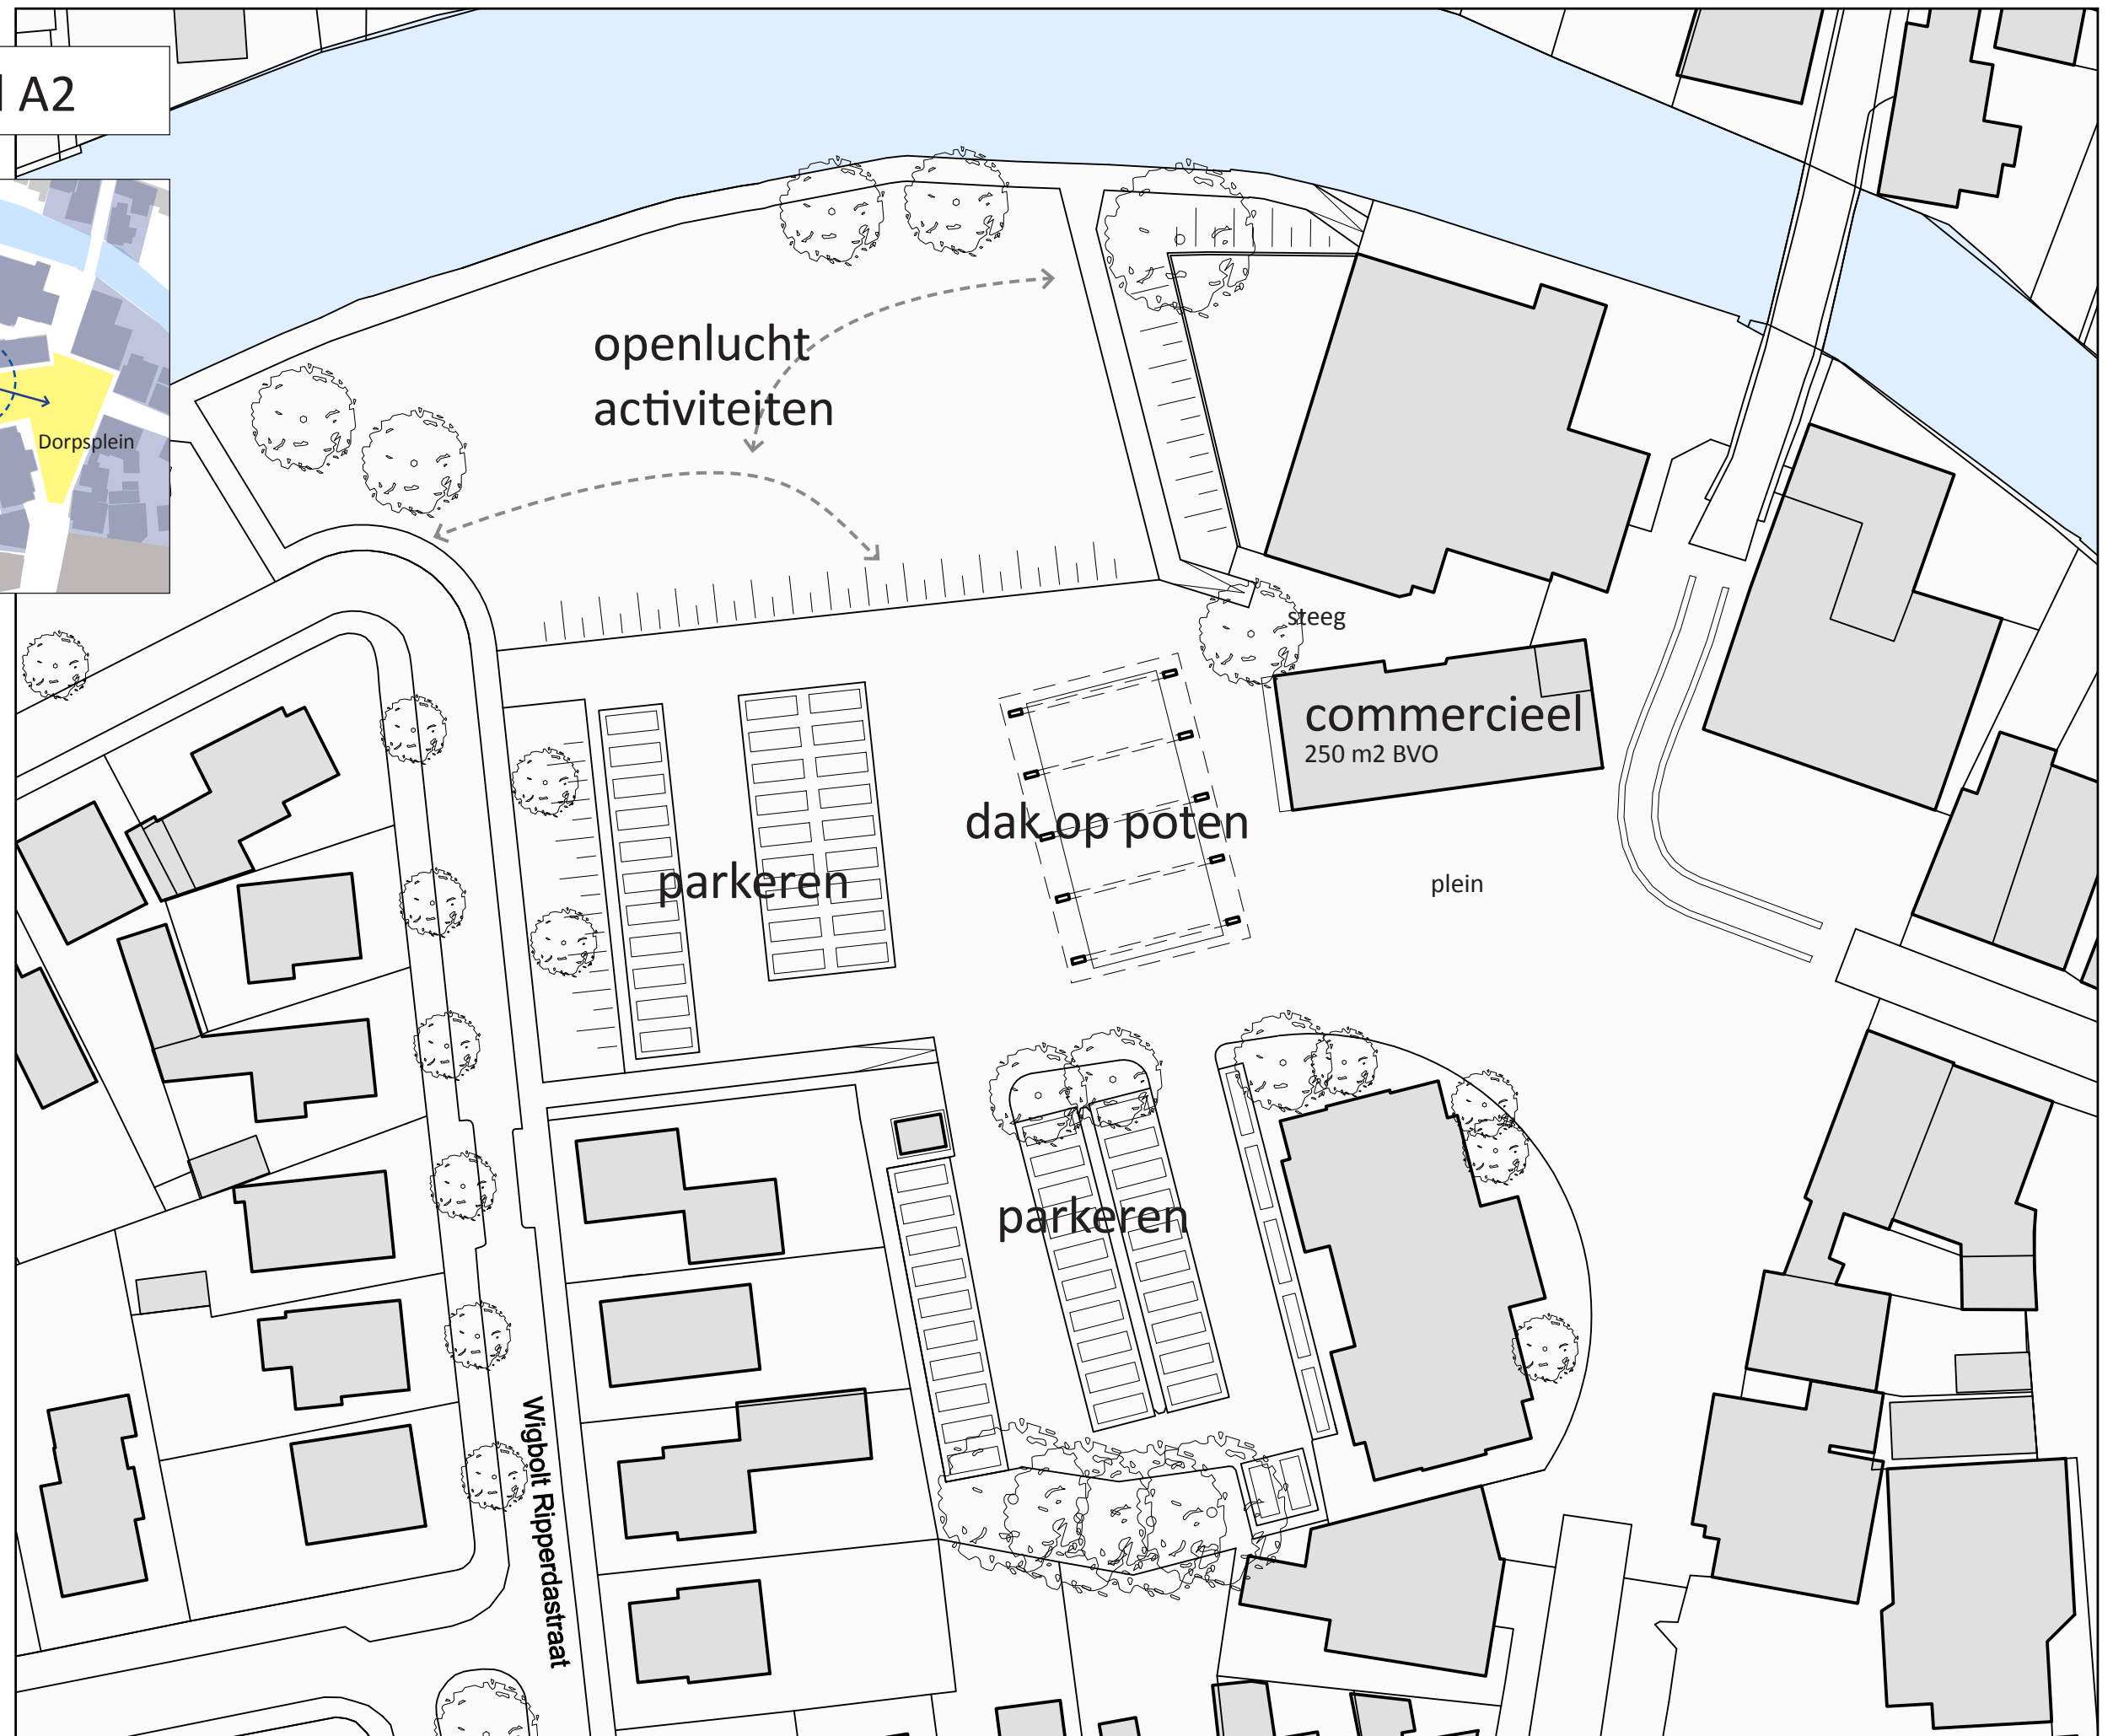 A2
Dorpsplein
openlucht
activiteiten
steeg
commercieel
250 m2 BVO
dak op poten
parkeren
plein
parkeren
Wigbolt Ripperdastraat